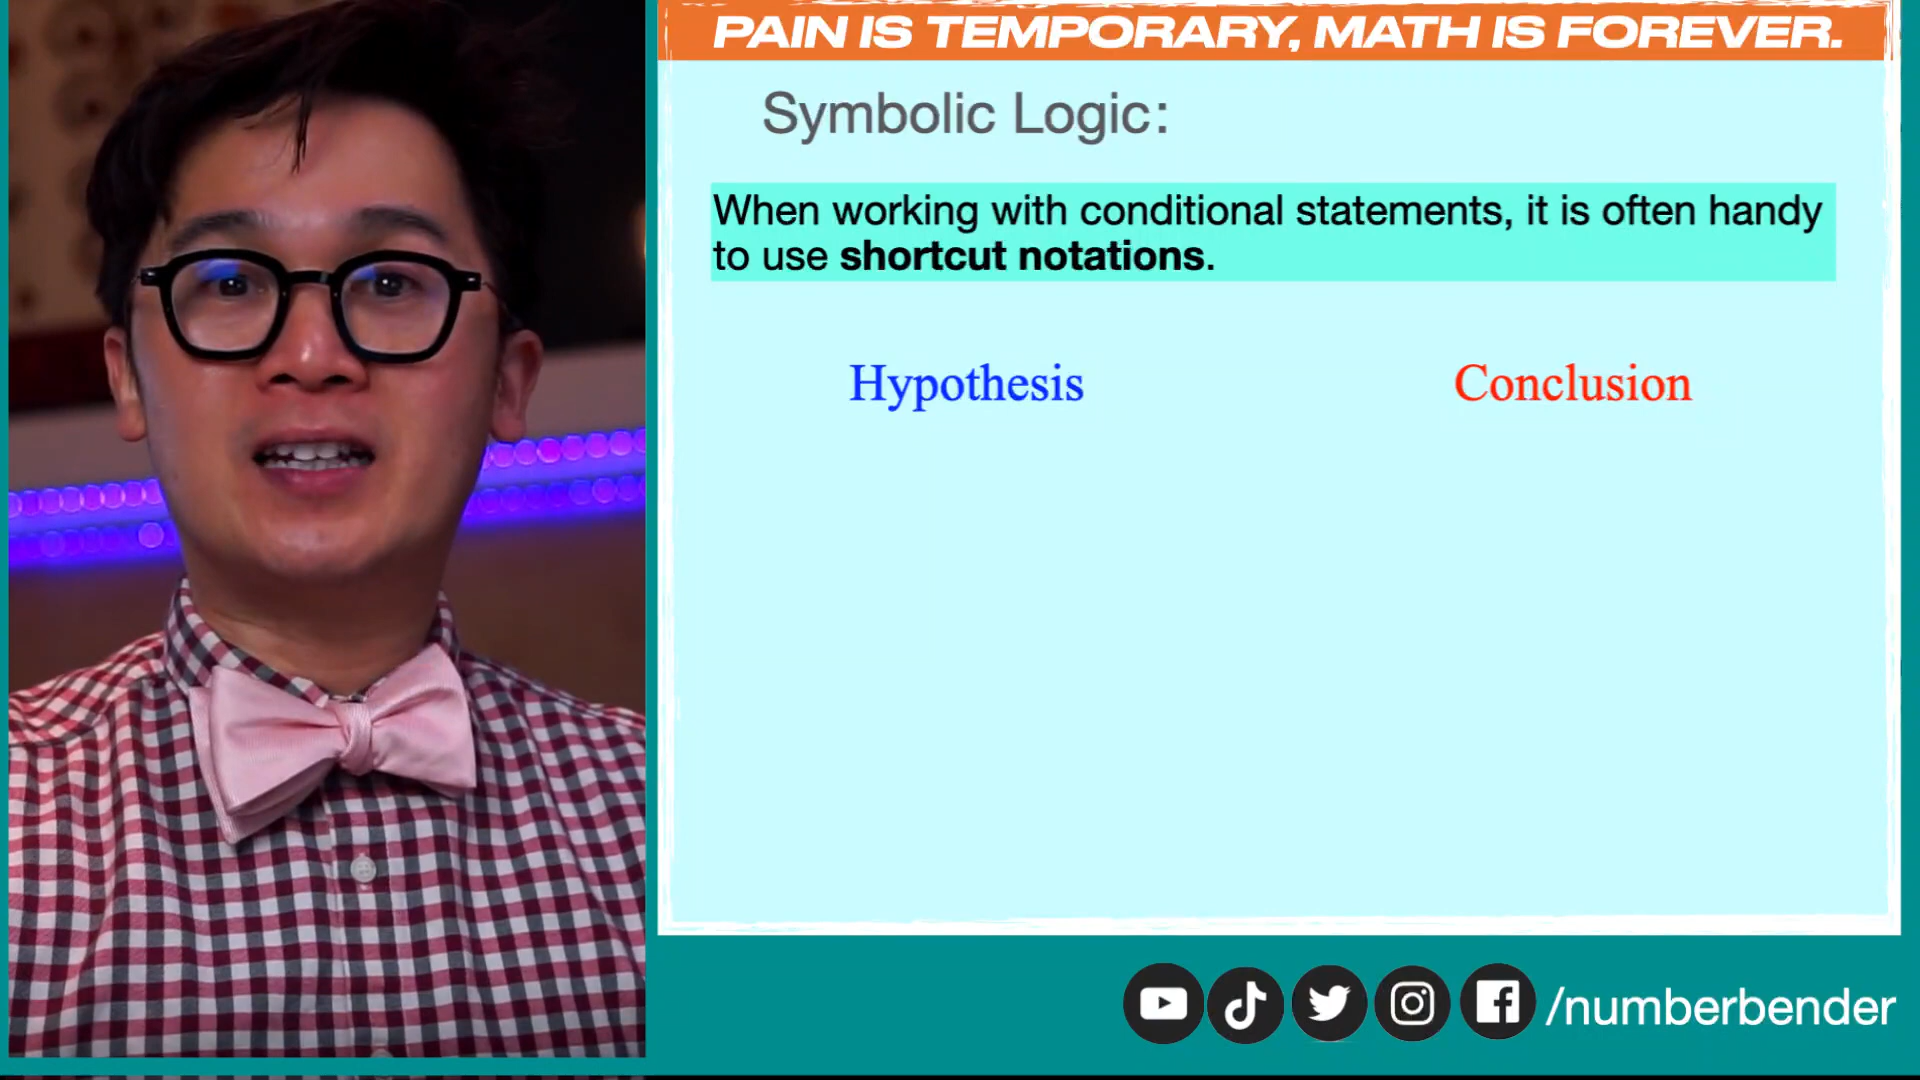 PAIN IS TEMPORARY, MATH IS FOREVER.
Symbolic Logic:
When working with conditional statements, it is often handy
to use shortcut notations.
Hypothesis Conclusion
/numberbender